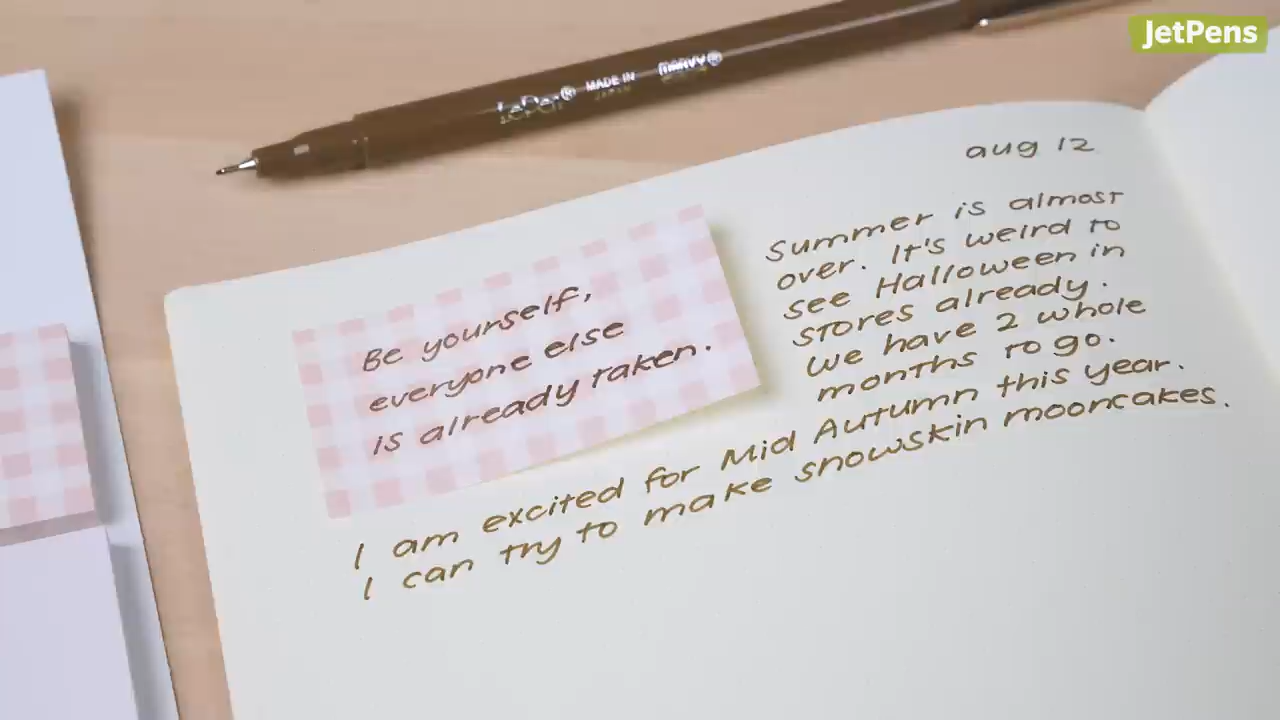 JetPens
LePen® MADE IN JAPAN MARVY®
aug 12
Be yourself,
everyone else
is already taken.
Summer is almost
over. It's weird to
see Halloween in
stores already.
We have 2 whole
months to go.
I am excited for Mid Autumn this year.
I can try to make snowskin mooncakes.